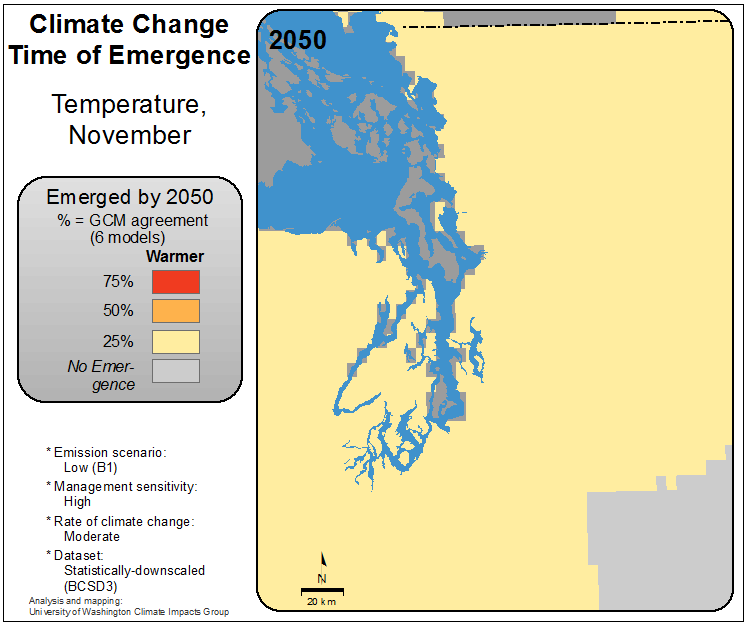 Climate Change
Time of Emergence
Temperature,
November
Emerged by 2050
% = GCM agreement
(6 models)
Warmer
75%
50%
25%
No Emer-
gence
* Emission scenario:
Low (B1)
* Management sensitivity:
High
* Rate of climate change:
Moderate
* Dataset:
Statistically-downscaled
(BCSD3)
Analysis and mapping:
University of Washington Climate Impacts Group
2050
N
20 km